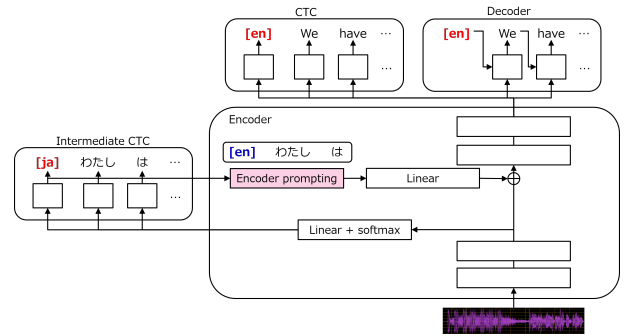 CTC
[en] We have ...
Decoder
[en] We have ...
...
...
Encoder
Intermediate CTC
[ja] わたし は ...
...
[en] わたし は
Encoder prompting
Linear
Linear + softmax